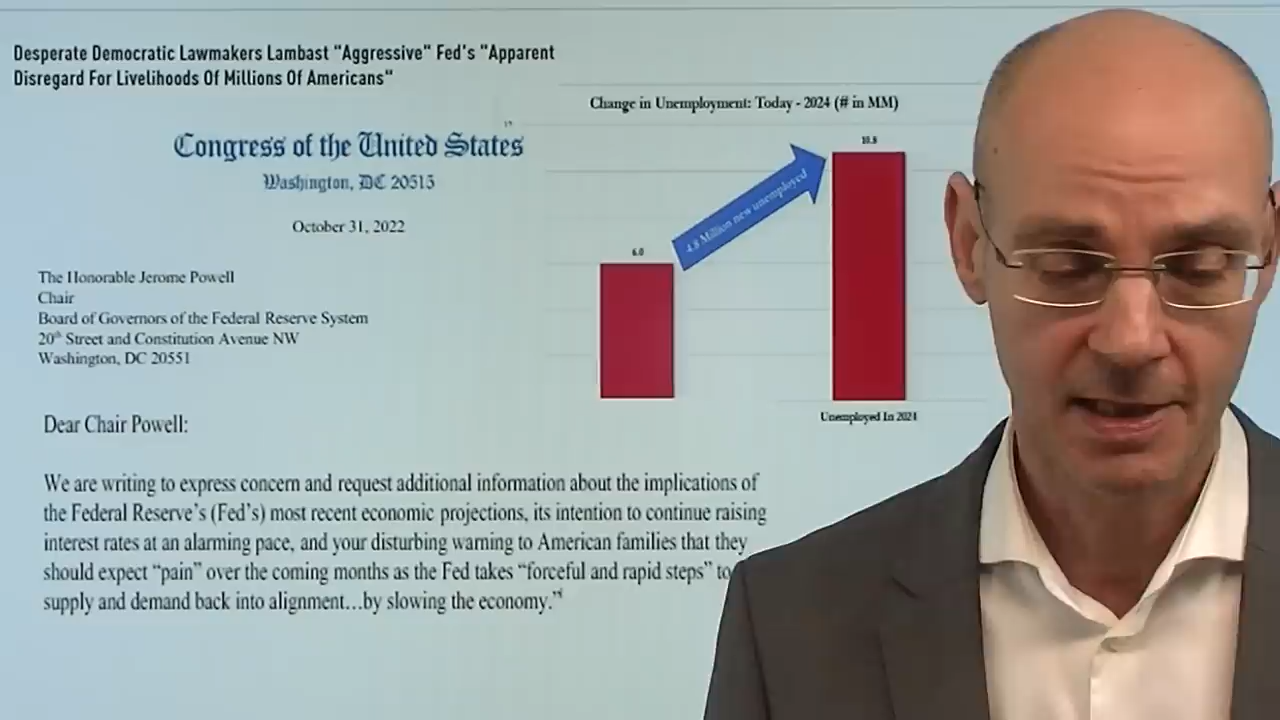 Desperate Democratic Lawmakers Lambast "Aggressive" Fed's "Apparent
Disregard For Livelihoods Of Millions Of Americans"
Congress of the United States
Washington, DC 20515
October 31, 2022
The Honorable Jerome Powell
Chair
Board of Governors of the Federal Reserve System
20th Street and Constitution Avenue NW
Washington, DC 20551
Dear Chair Powell:
We are writing to express concern and request additional information about the implications of
the Federal Reserve's (Fed's) most recent economic projections, its intention to continue raising
interest rates at an alarming pace, and your disturbing warning to American families that they
should expect “pain” over the coming months as the Fed takes “forceful and rapid steps” to
supply and demand back into alignment…by slowing the economy.”
Change in Unemployment: Today - 2024 (# in MM)
6.0
4.8 Million new unemployed
10.8
Unemployed In 2024